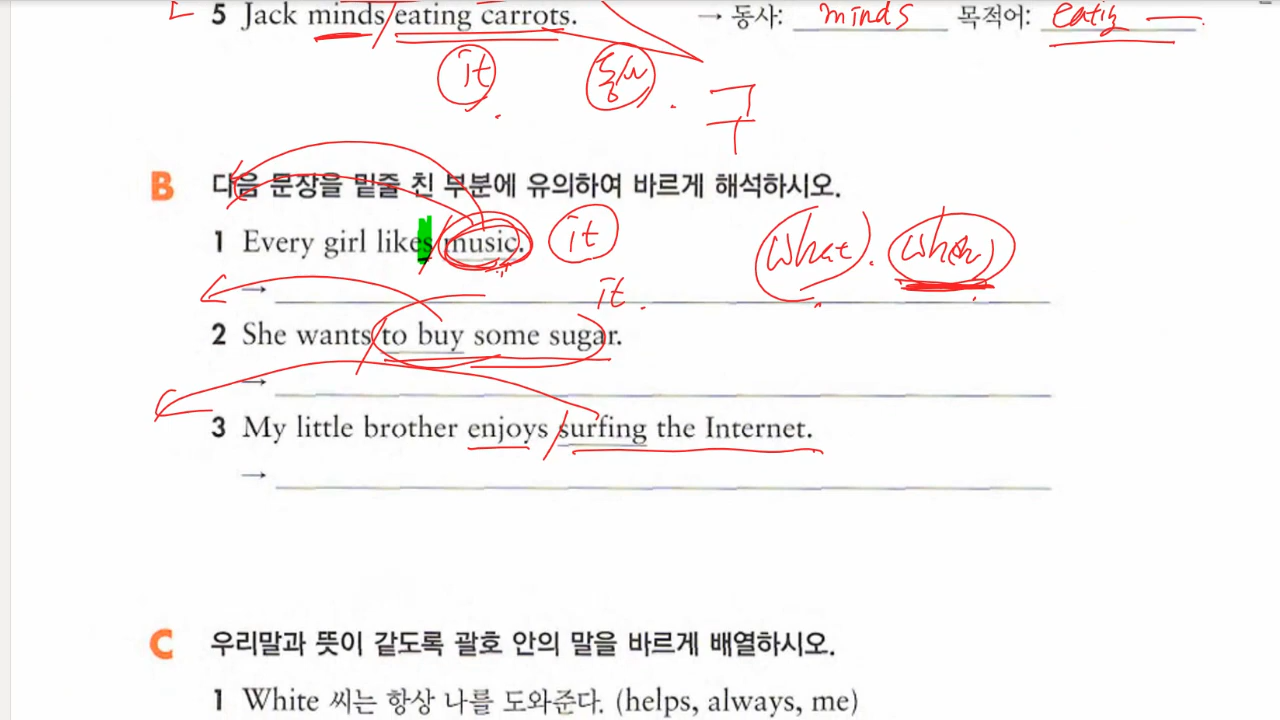 5 Jack minds eating carrots. → 동사: minds 목적어: eating
it 동사
구
B 다음 문장을 밑줄 친 부분에 유의하여 바르게 해석하시오.
1 Every girl likes music. it what. when
→ it.
2 She wants to buy some sugar.
→
3 My little brother enjoys surfing the Internet.
→
C 우리말과 뜻이 같도록 괄호 안의 말을 바르게 배열하시오.
1 White 씨는 항상 나를 도와준다. (helps, always, me)